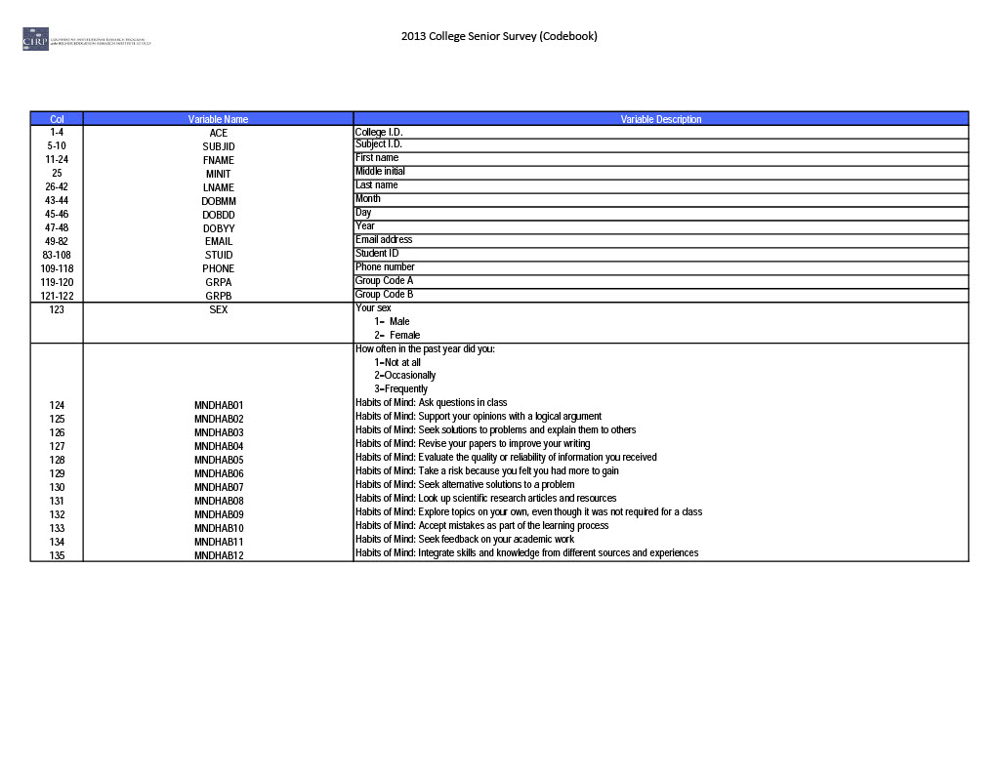 CIRP COOPERATIVE INSTITUTIONAL RESEARCH PROGRAM
at the HIGHER EDUCATION RESEARCH INSTITUTE AT UCLA
2013 College Senior Survey (Codebook)
Col Variable Name Variable Description
1-4 ACE College I.D.
5-10 SUBJID Subject I.D.
11-24 FNAME First name
25 MINIT Middle initial
26-42 LNAME Last name
43-44 DOBMM Month
45-46 DOBDD Day
47-48 DOBYY Year
49-82 EMAIL Email address
83-108 STUID Student ID
109-118 PHONE Phone number
119-120 GRPA Group Code A
121-122 GRPB Group Code B
123 SEX Your sex
1= Male
2= Female
How often in the past year did you:
1=Not at all
2=Occasionally
3=Frequently
124 MNDHAB01 Habits of Mind: Ask questions in class
125 MNDHAB02 Habits of Mind: Support your opinions with a logical argument
126 MNDHAB03 Habits of Mind: Seek solutions to problems and explain them to others
127 MNDHAB04 Habits of Mind: Revise your papers to improve your writing
128 MNDHAB05 Habits of Mind: Evaluate the quality or reliability of information you received
129 MNDHAB06 Habits of Mind: Take a risk because you felt you had more to gain
130 MNDHAB07 Habits of Mind: Seek alternative solutions to a problem
131 MNDHAB08 Habits of Mind: Look up scientific research articles and resources
132 MNDHAB09 Habits of Mind: Explore topics on your own, even though it was not required for a class
133 MNDHAB10 Habits of Mind: Accept mistakes as part of the learning process
134 MNDHAB11 Habits of Mind: Seek feedback on your academic work
135 MNDHAB12 Habits of Mind: Integrate skills and knowledge from different sources and experiences